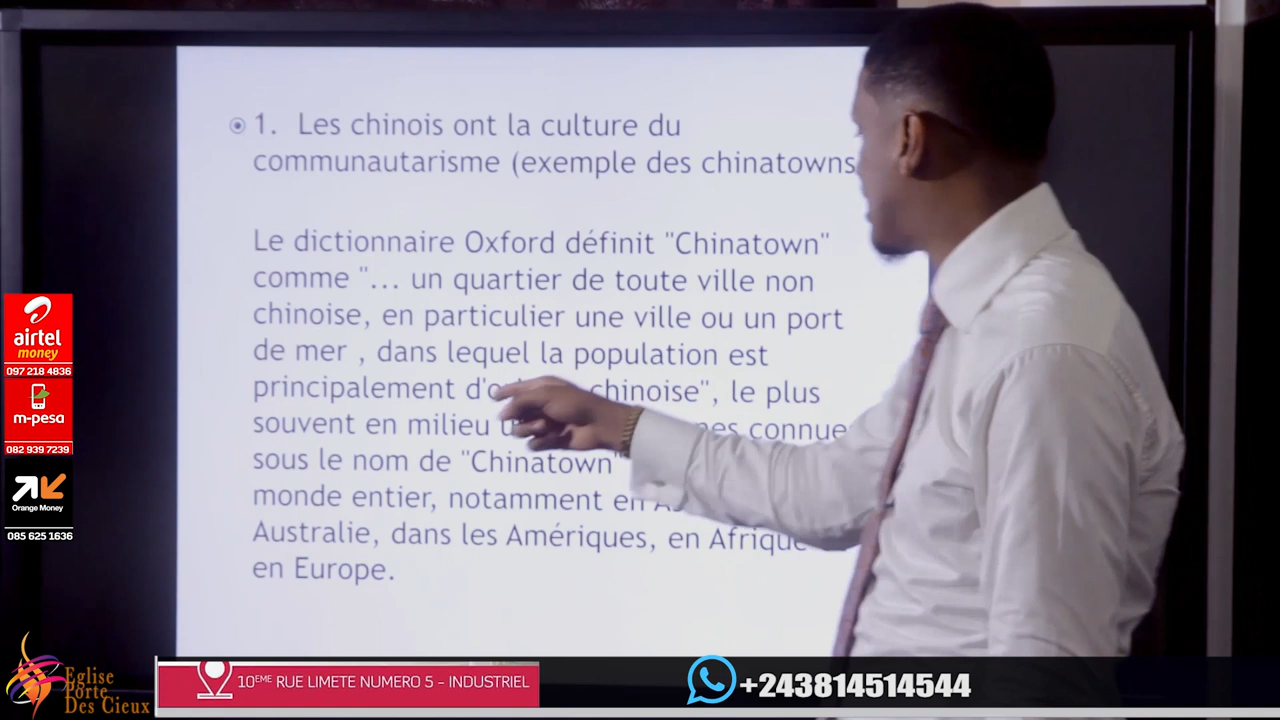 1. Les chinois ont la culture du
communautarisme (exemple des chinatowns
Le dictionnaire Oxford définit "Chinatown"
comme "... un quartier de toute ville non
chinoise, en particulier une ville ou un port
de mer , dans lequel la population est
principalement chinoise", le plus
souvent en milieu connue
sous le nom de "Chinatown"
monde entier, notamment en
Australie, dans les Amériques, en Afrique
en Europe.
airtel
money
097 218 4836
m-pesa
082 939 7239
Orange Money
085 625 1636
Eglise
Porte
Des Cieux
10EME RUE LIMETE NUMERO 5 - INDUSTRIEL
+243814514544